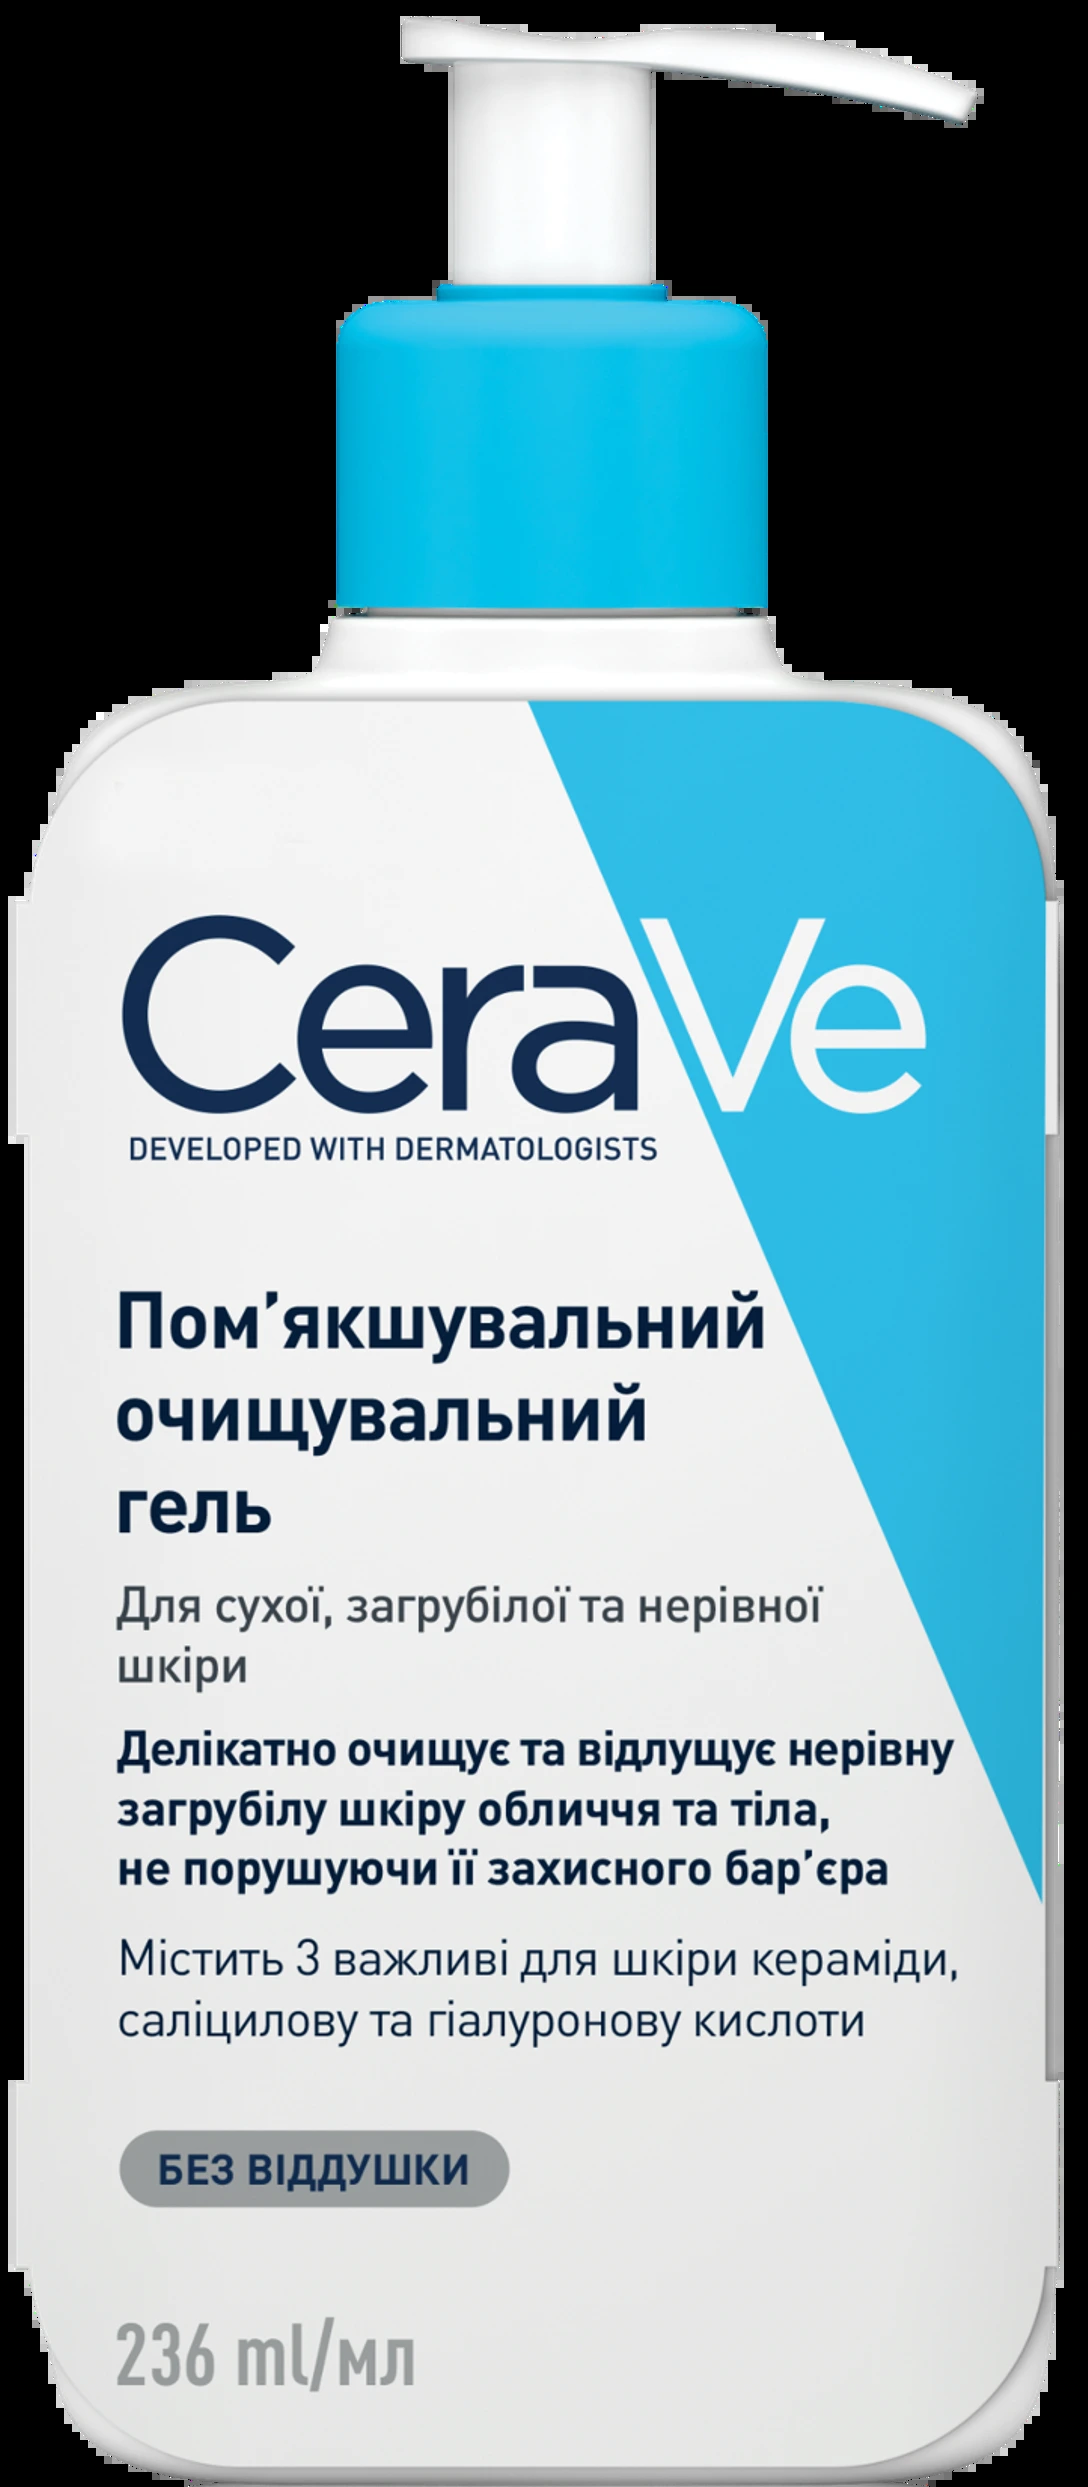 CeraVe
DEVELOPED WITH DERMATOLOGISTS
Пом’якшувальний
очищувальний
гель
Для сухої, загрубілої та нерівної
шкіри
Делікатно очищує та відлущує нерівну
загрубілу шкіру обличчя та тіла,
не порушуючи її захисного бар’єра
Містить 3 важливі для шкіри кераміди,
саліцилову та гіалуронову кислоти
БЕЗ ВІДДУШКИ
236 ml/мл